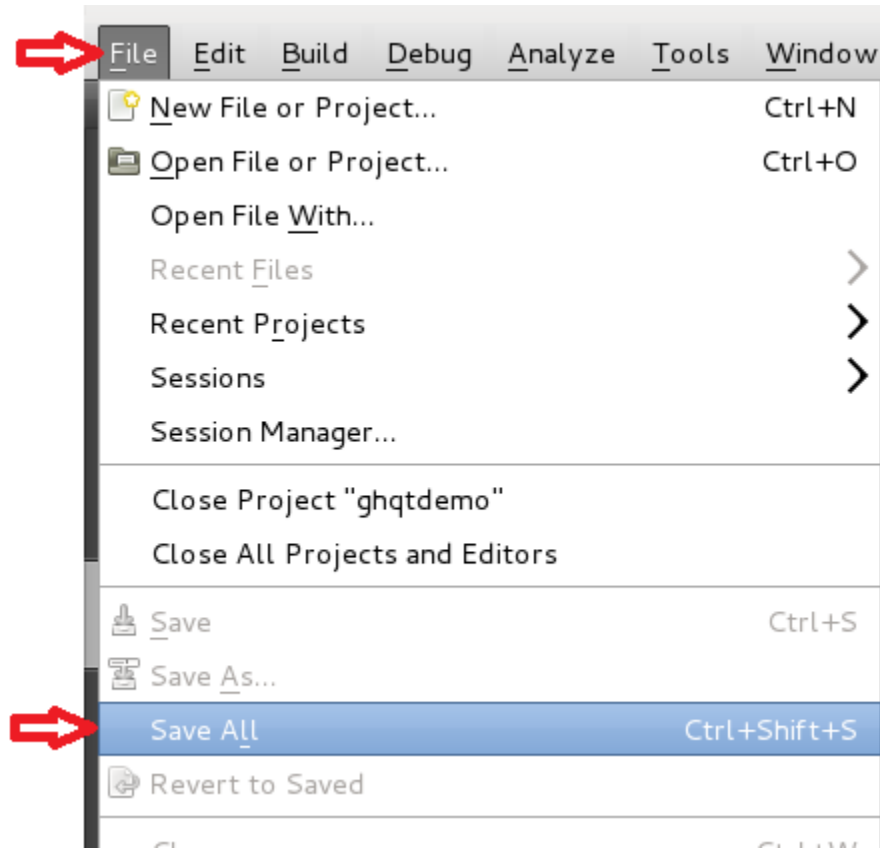 File Edit Build Debug Analyze Tools Window
New File or Project... Ctrl+N
Open File or Project... Ctrl+O
Open File With...
Recent Files
Recent Projects
Sessions
Session Manager...
Close Project "ghqtdemo"
Close All Projects and Editors
Save Ctrl+S
Save As...
Save All Ctrl+Shift+S
Revert to Saved